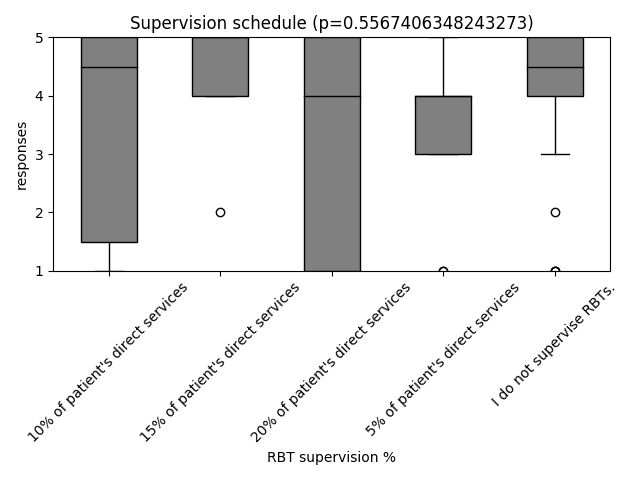 Supervision schedule (p=0.5567406348243273)
responses
5
4
3
2
1
10% of patient's direct services
15% of patient's direct services
20% of patient's direct services
5% of patient's direct services
I do not supervise RBTs.
RBT supervision %